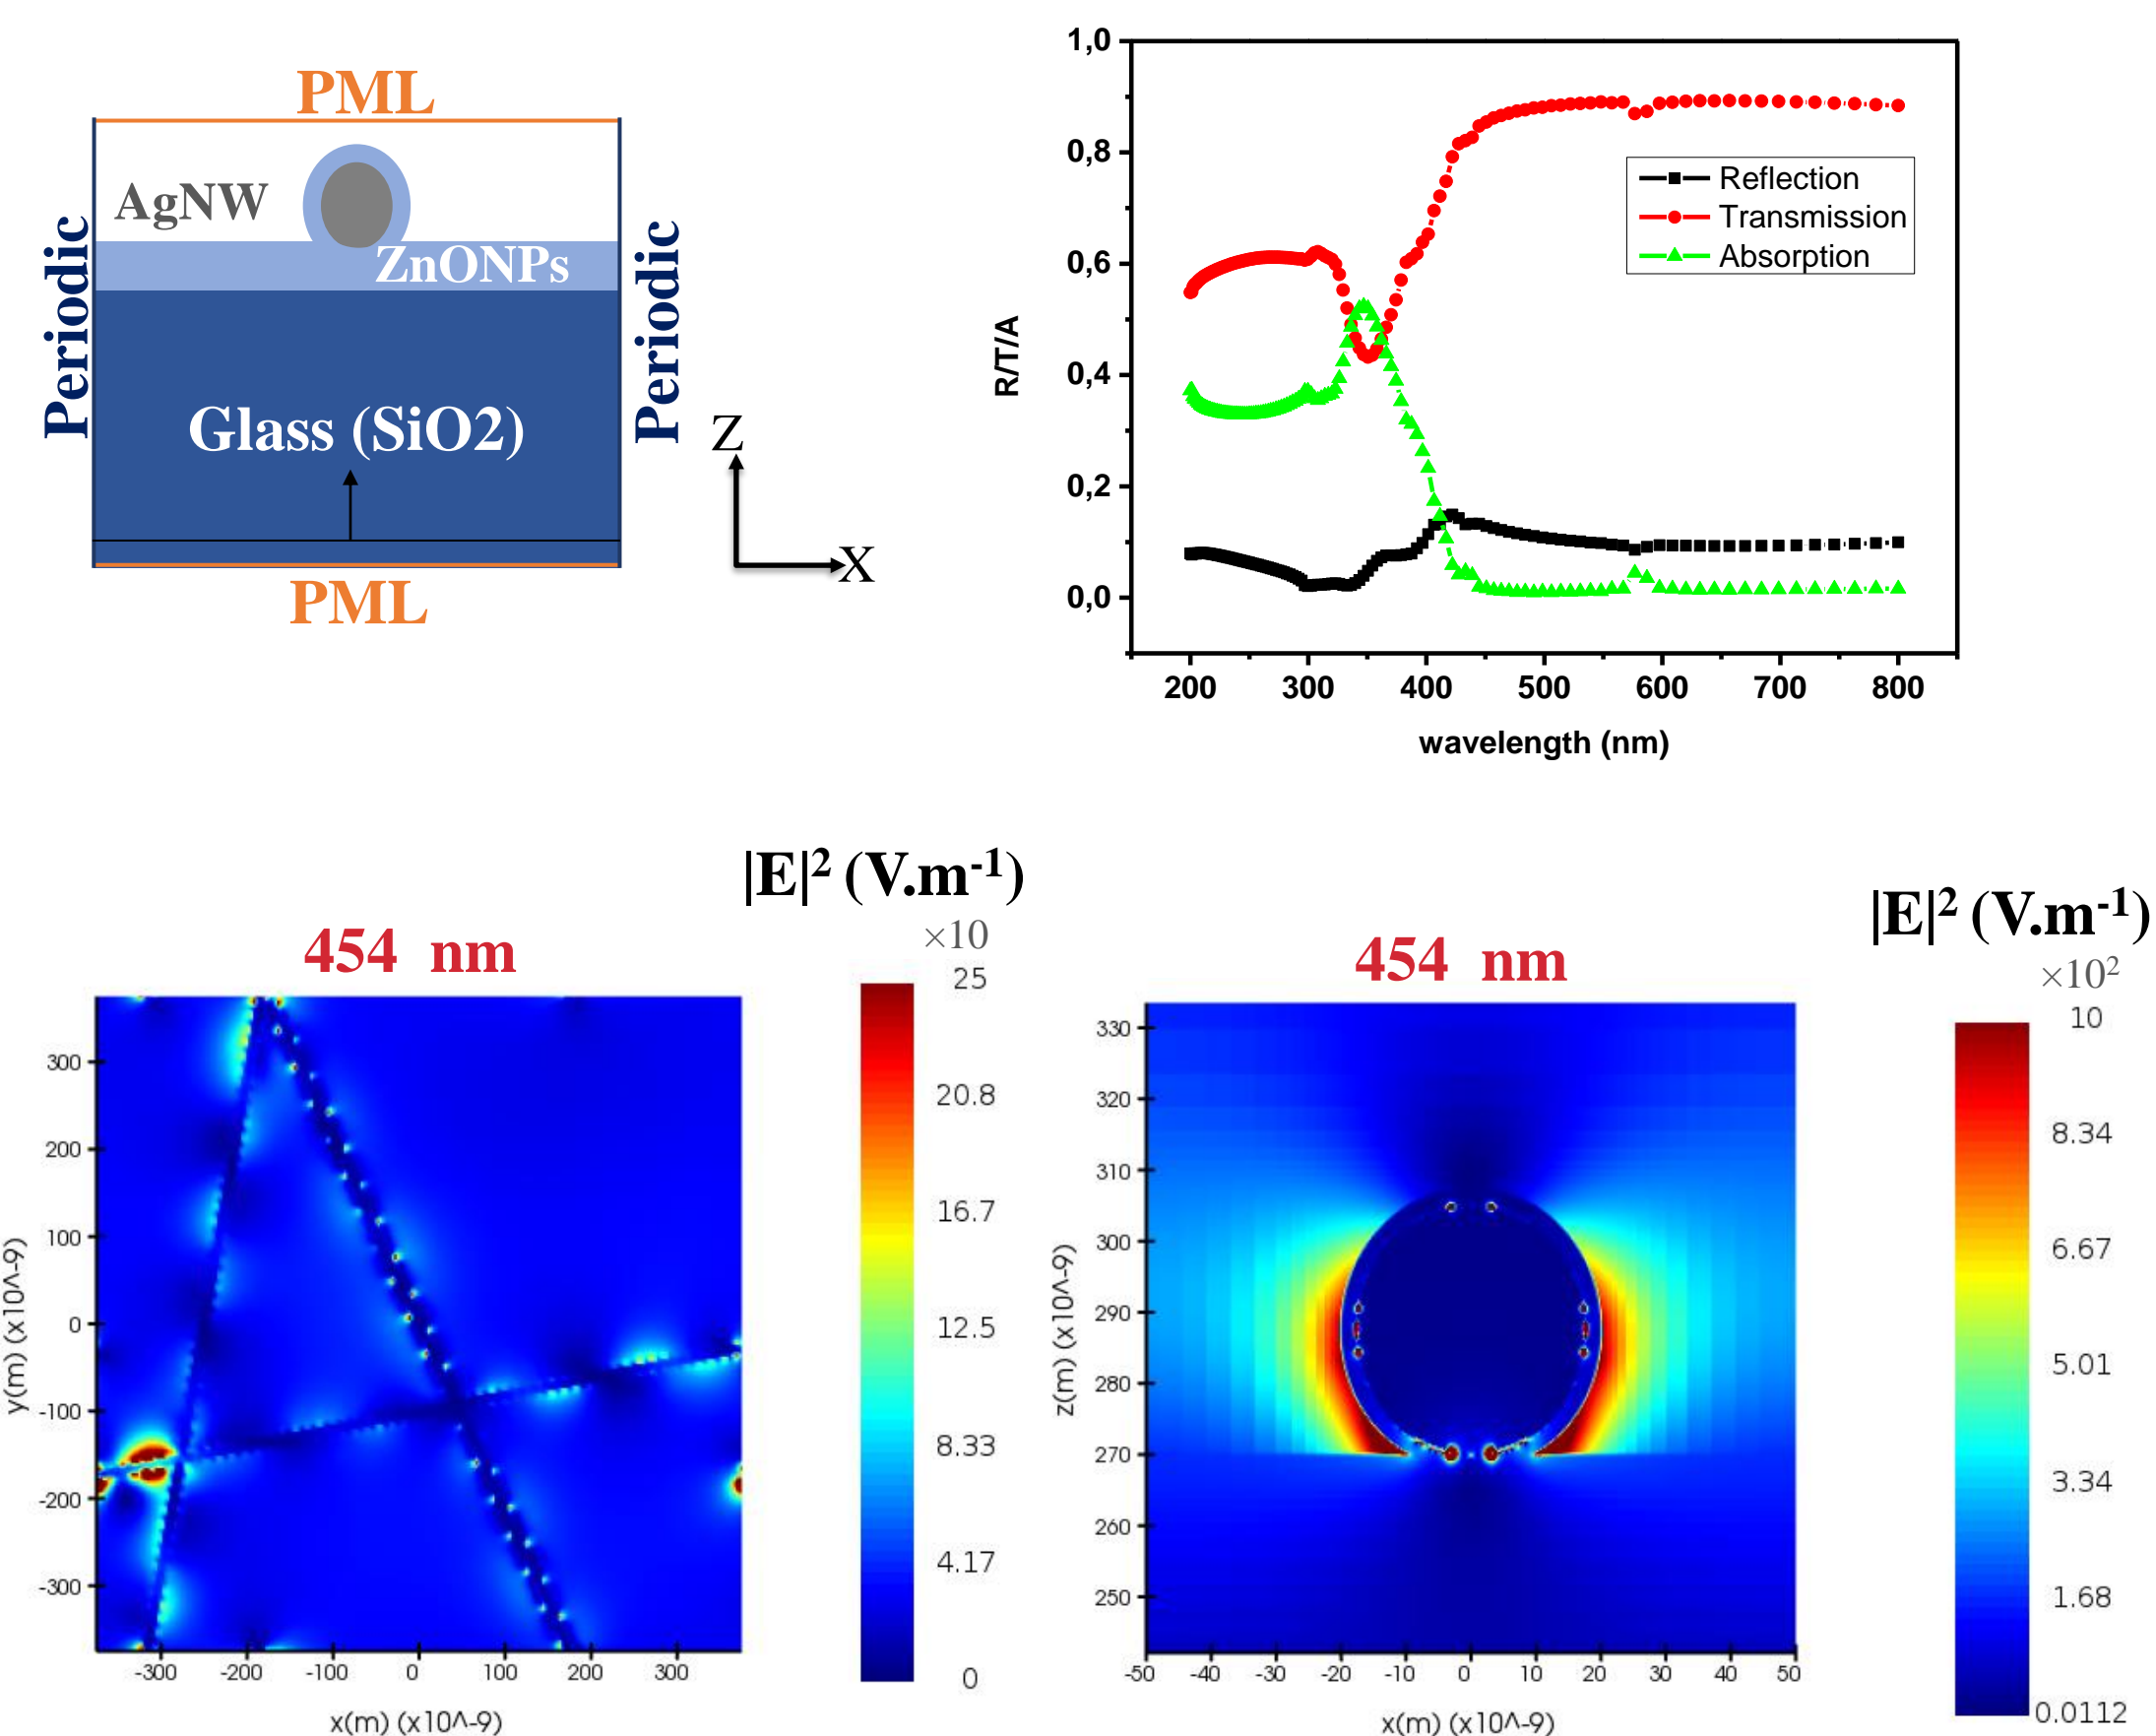 PML
AgNW
ZnONPs
Periodic
Periodic
Glass (SiO2)
PML
Z
X
1,0
0,8
0,6
0,4
0,2
0,0
R/T/A
Reflection
Transmission
Absorption
200 300 400 500 600 700 800
wavelength (nm)
|E|² (V.m⁻¹)
×10
454 nm
25
20.8
16.7
12.5
8.33
4.17
0
300
200
100
0
-100
-200
-300
y(m) (x10^-9)
-300 -200 -100 0 100 200 300
x(m) (x10^-9)
|E|² (V.m⁻¹)
×10²
454 nm
10
8.34
6.67
5.01
3.34
1.68
0.0112
330
320
310
300
290
280
270
260
250
z(m) (x10^-9)
-50 -40 -30 -20 -10 0 10 20 30 40 50
x(m) (x10^-9)